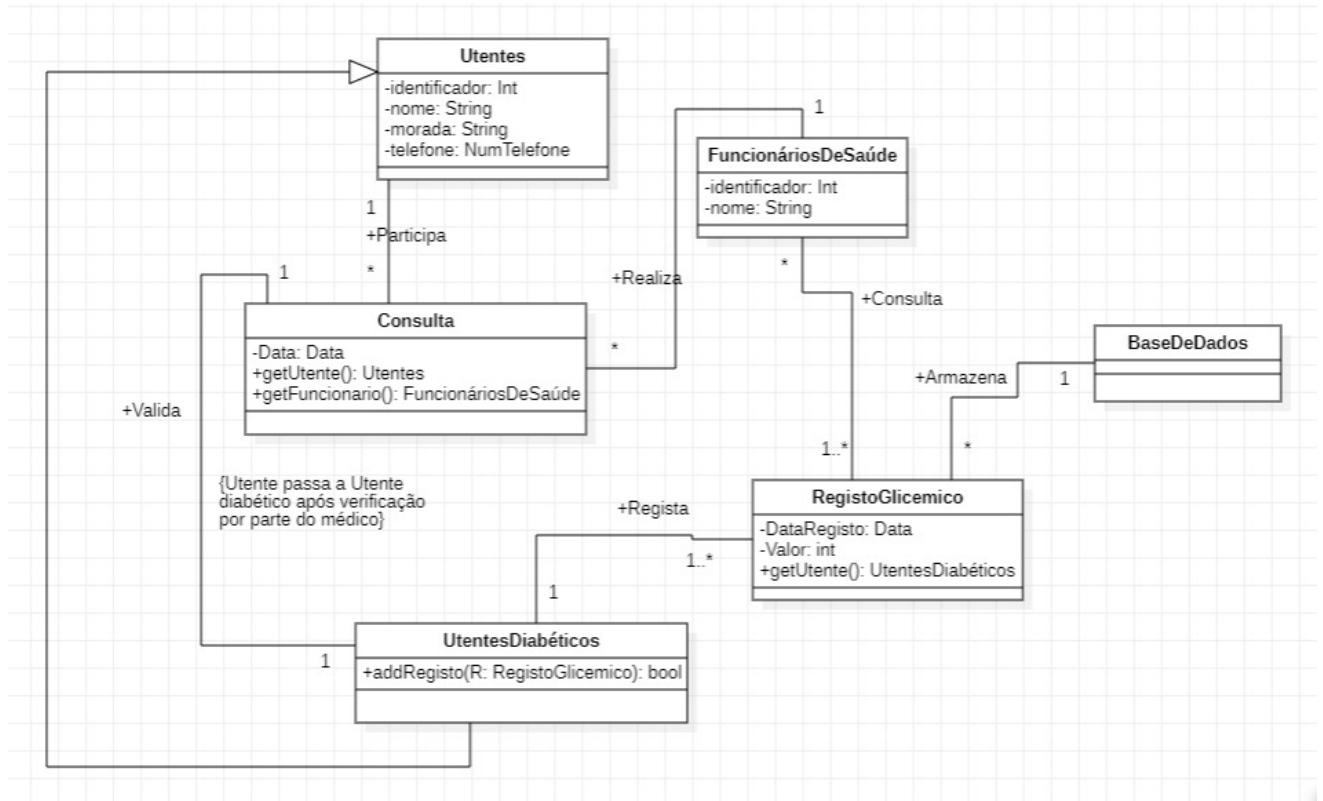 Utentes
-identificador: Int
-nome: String
-morada: String
-telefone: NumTelefone
1
+Participa
*
1
FuncionáriosDeSaúde
-identificador: Int
-nome: String
*
+Consulta
+Realiza
*
1
Consulta
-Data: Data
+getUtente(): Utentes
+getFuncionario(): FuncionáriosDeSaúde
BaseDeDados
+Armazena
1
*
1..*
+Valida
{Utente passa a Utente
diabético após verificação
por parte do médico}
RegistoGlicemico
-DataRegisto: Data
-Valor: int
+getUtente(): UtentesDiabéticos
+Regista
1..*
1
1
UtentesDiabéticos
+addRegisto(R: RegistoGlicemico): bool